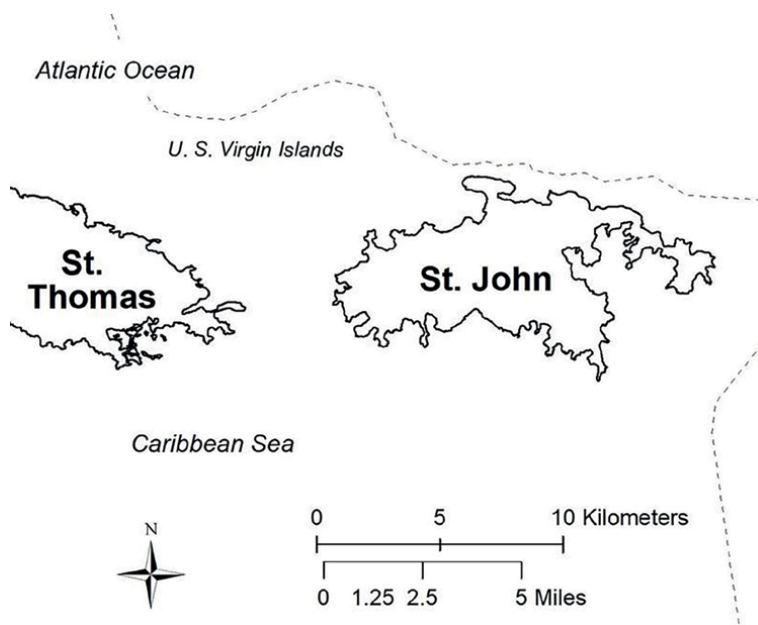 Atlantic Ocean
U. S. Virgin Islands
St.
Thomas
St. John
Caribbean Sea
N
0 5 10 Kilometers
0 1.25 2.5 5 Miles